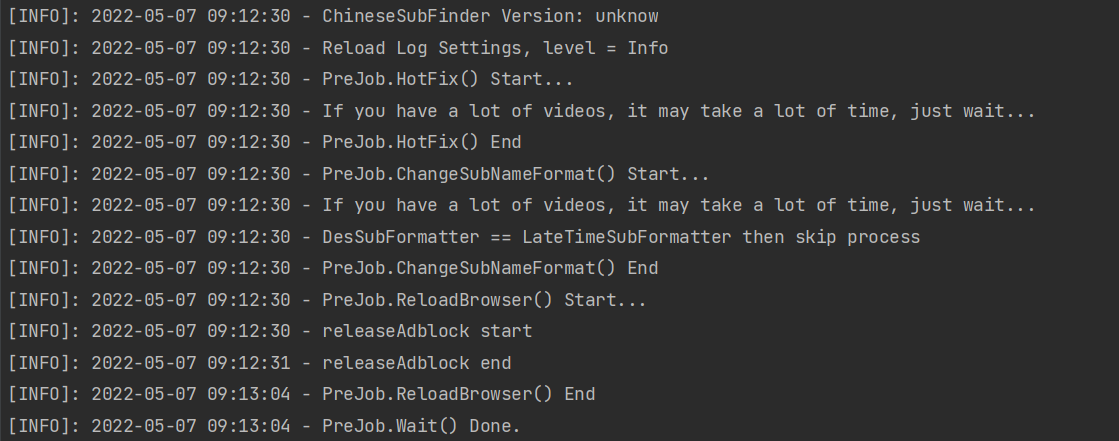 [INFO]: 2022-05-07 09:12:30 - ChineseSubFinder Version: unknow
[INFO]: 2022-05-07 09:12:30 - Reload Log Settings, level = Info
[INFO]: 2022-05-07 09:12:30 - PreJob.HotFix() Start...
[INFO]: 2022-05-07 09:12:30 - If you have a lot of videos, it may take a lot of time, just wait...
[INFO]: 2022-05-07 09:12:30 - PreJob.HotFix() End
[INFO]: 2022-05-07 09:12:30 - PreJob.ChangeSubNameFormat() Start...
[INFO]: 2022-05-07 09:12:30 - If you have a lot of videos, it may take a lot of time, just wait...
[INFO]: 2022-05-07 09:12:30 - DesSubFormatter == LateTimeSubFormatter then skip process
[INFO]: 2022-05-07 09:12:30 - PreJob.ChangeSubNameFormat() End
[INFO]: 2022-05-07 09:12:30 - PreJob.ReloadBrowser() Start...
[INFO]: 2022-05-07 09:12:30 - releaseAdblock start
[INFO]: 2022-05-07 09:12:31 - releaseAdblock end
[INFO]: 2022-05-07 09:13:04 - PreJob.ReloadBrowser() End
[INFO]: 2022-05-07 09:13:04 - PreJob.Wait() Done.